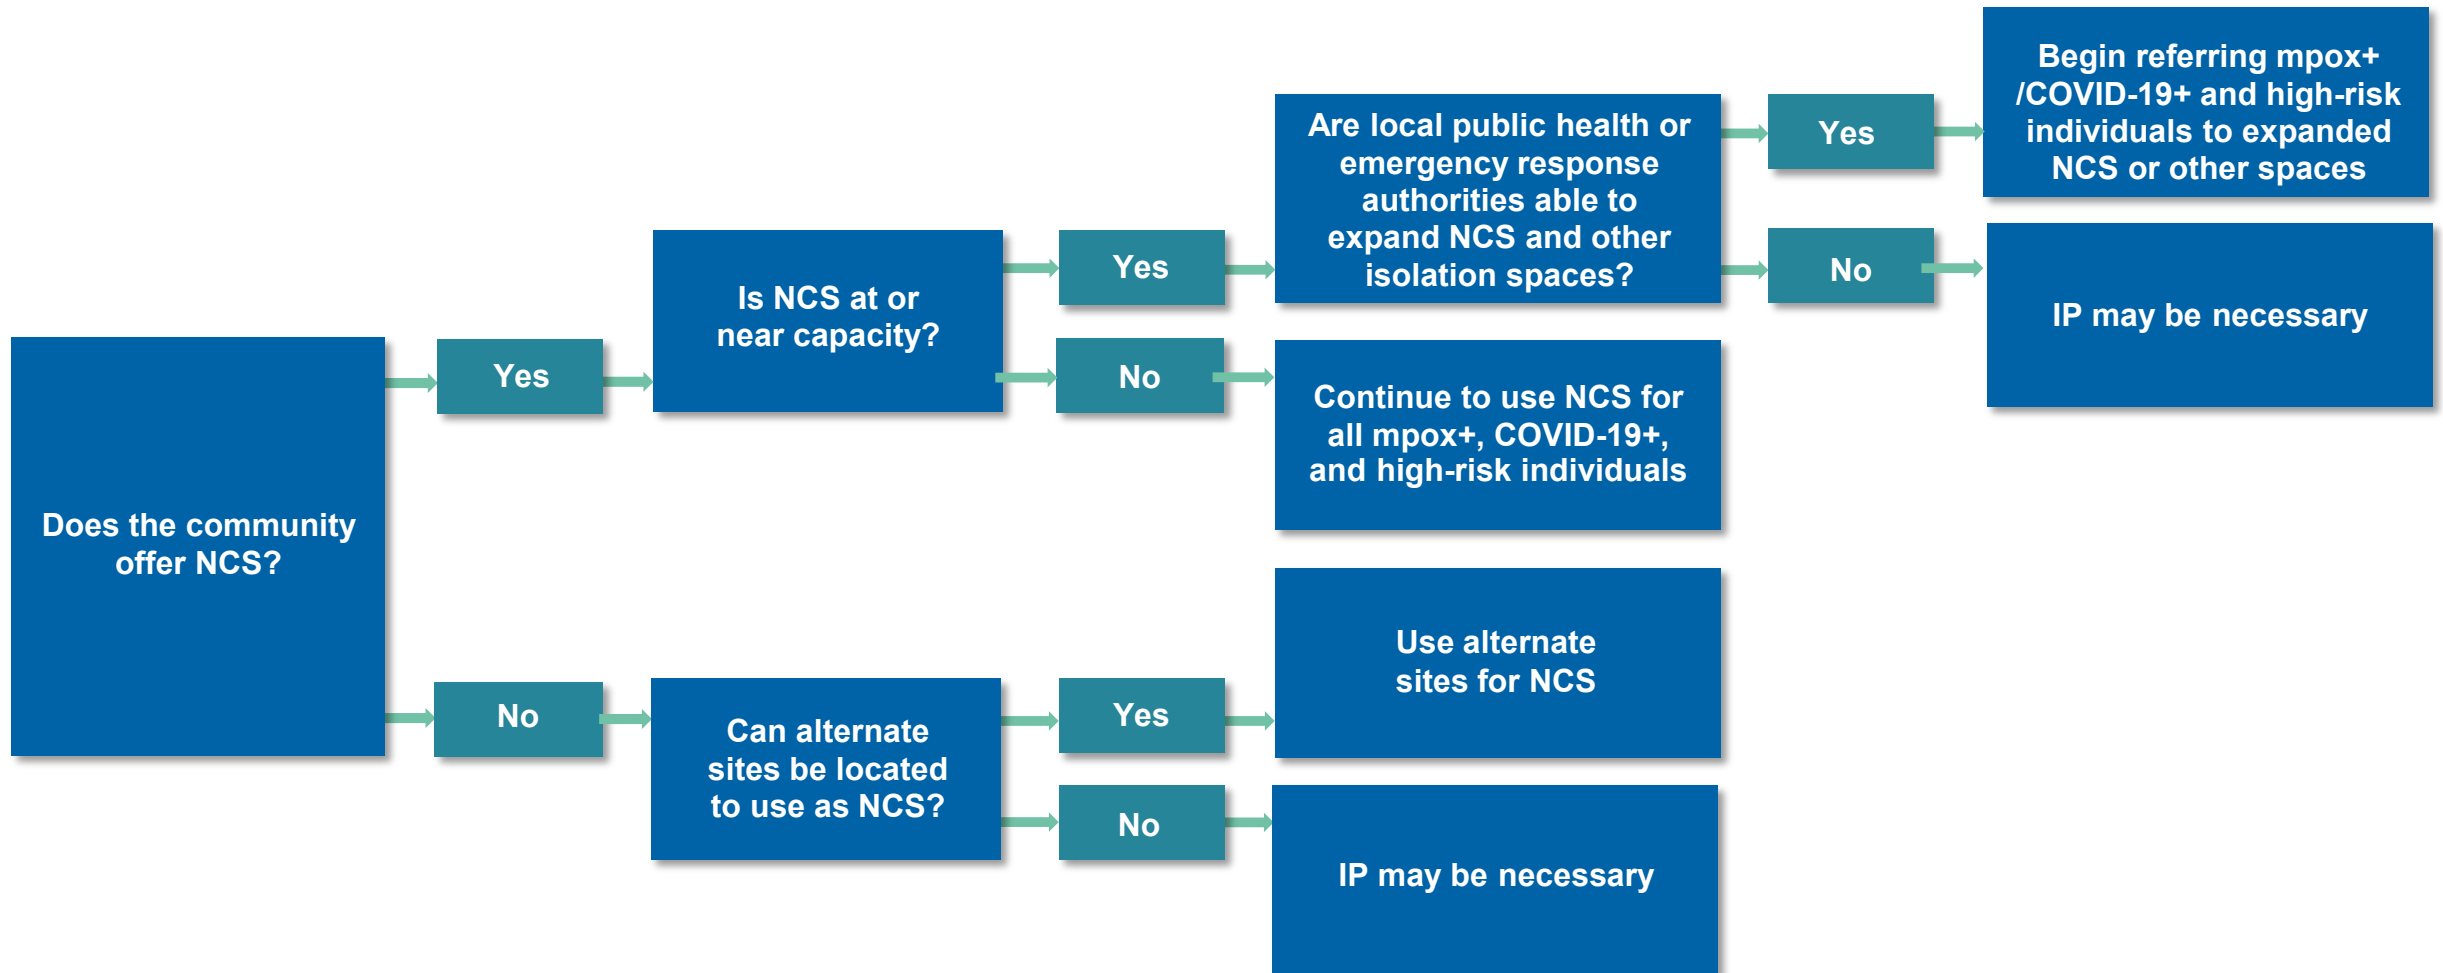 Does the community
offer NCS?
Yes
Is NCS at or
near capacity?
Yes
Are local public health or
emergency response
authorities able to
expand NCS and other
isolation spaces?
Yes
Begin referring mpox+
/COVID-19+ and high-risk
individuals to expanded
NCS or other spaces
No
IP may be necessary
No
Continue to use NCS for
all mpox+, COVID-19+,
and high-risk individuals
No
Can alternate
sites be located
to use as NCS?
Yes
Use alternate
sites for NCS
No
IP may be necessary